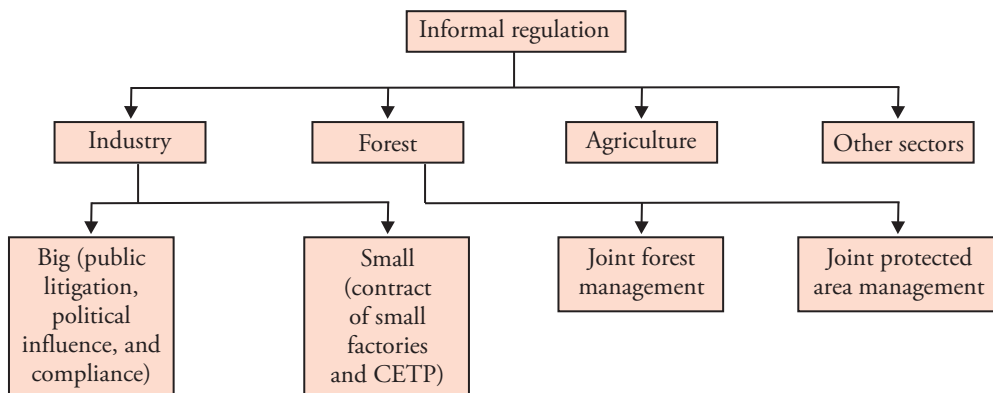 Informal regulation
Industry
Forest
Agriculture
Other sectors
Big (public
litigation,
political
influence, and
compliance)
Small
(contract
of small
factories
and CETP)
Joint forest
management
Joint protected
area management